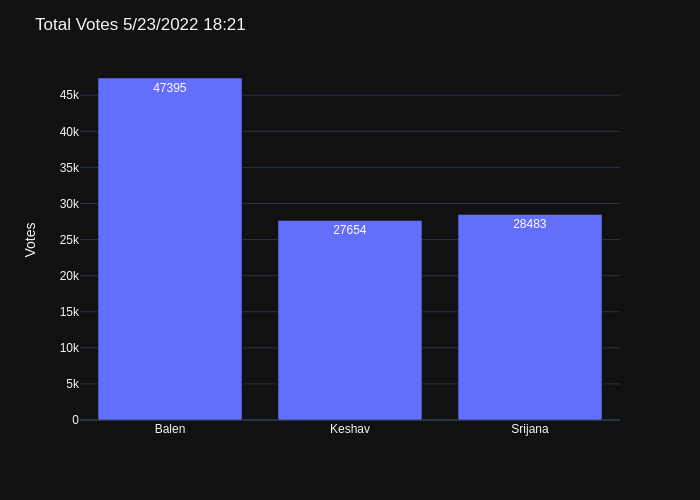 Total Votes 5/23/2022 18:21
Votes
45k
40k
35k
30k
25k
20k
15k
10k
5k
0
47395
27654
28483
Balen
Keshav
Srijana